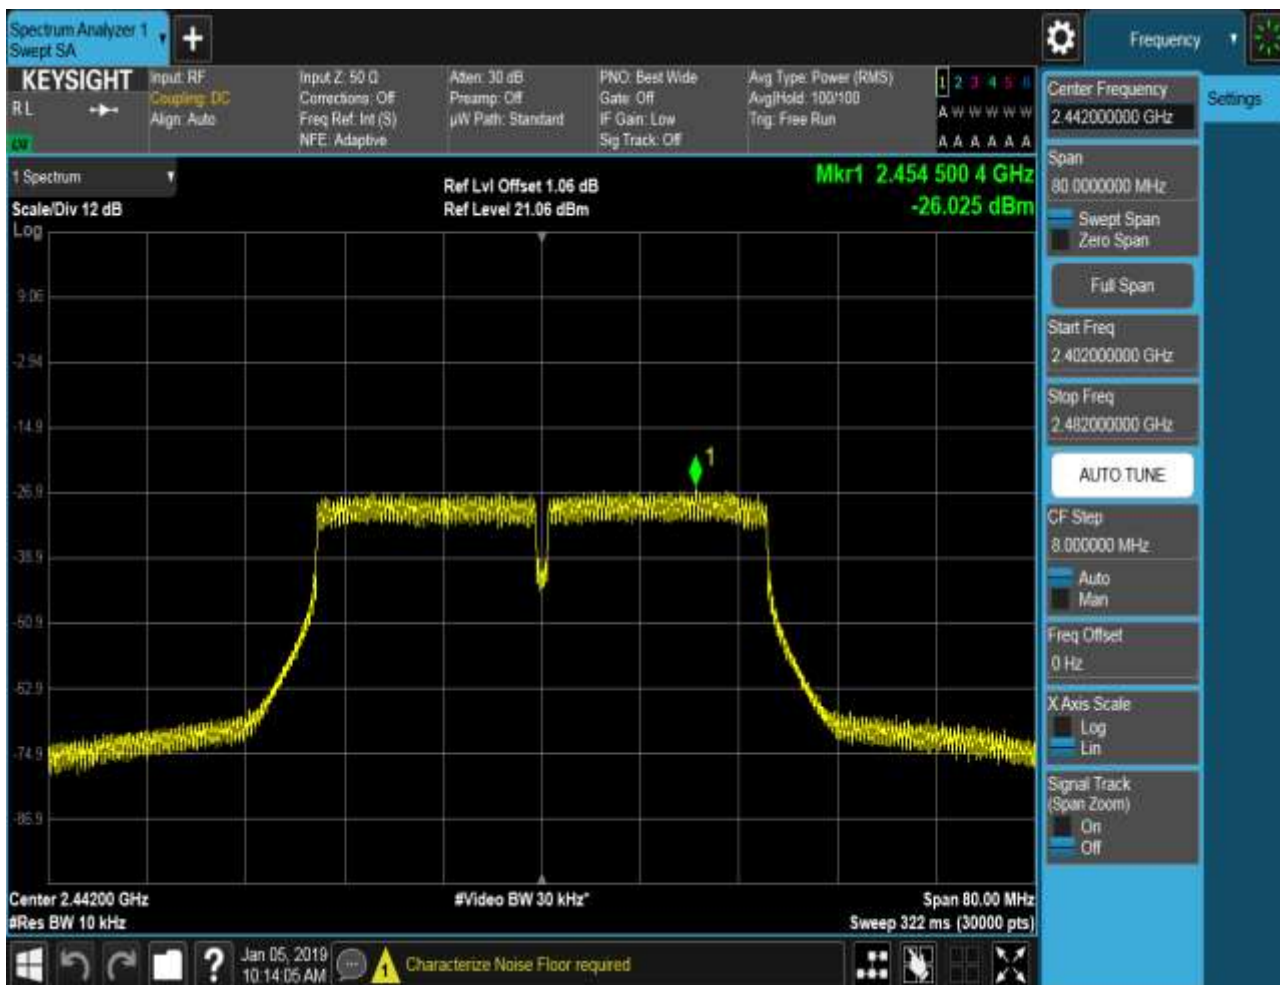 Spectrum Analyzer 1
Swept SA
Frequency
KEYSIGHT
R L
Input: RF
Coupling: DC
Align: Auto
Input Z: 50 Ω
Corrections: Off
Freq Ref: Int (S)
NFE: Adaptive
Atten: 30 dB
Preamp: Off
µW Path: Standard
PNO: Best Wide
Gate: Off
IF Gain: Low
Sig Track: Off
Avg Type: Power (RMS)
Avg|Hold: 100/100
Trig: Free Run
1 2 3 4 5 6
A W W W W W
A A A A A A
1 Spectrum
Scale/Div 12 dB
Log
Ref Lvl Offset 1.06 dB
Ref Level 21.06 dBm
Mkr1 2.454 500 4 GHz
-26.025 dBm
9.06
-2.94
-14.9
-26.9
-38.9
-50.9
-62.9
-74.9
-86.9
1
Center 2.44200 GHz
#Res BW 10 kHz
#Video BW 30 kHz*
Span 80.00 MHz
Sweep 322 ms (30000 pts)
Jan 05, 2019
10:14:05 AM
1
Characterize Noise Floor required
Settings
Center Frequency
2.442000000 GHz
Span
80.0000000 MHz
Swept Span
Zero Span
Full Span
Start Freq
2.402000000 GHz
Stop Freq
2.482000000 GHz
AUTO TUNE
CF Step
8.000000 MHz
Auto
Man
Freq Offset
0 Hz
X Axis Scale
Log
Lin
Signal Track
(Span Zoom)
On
Off